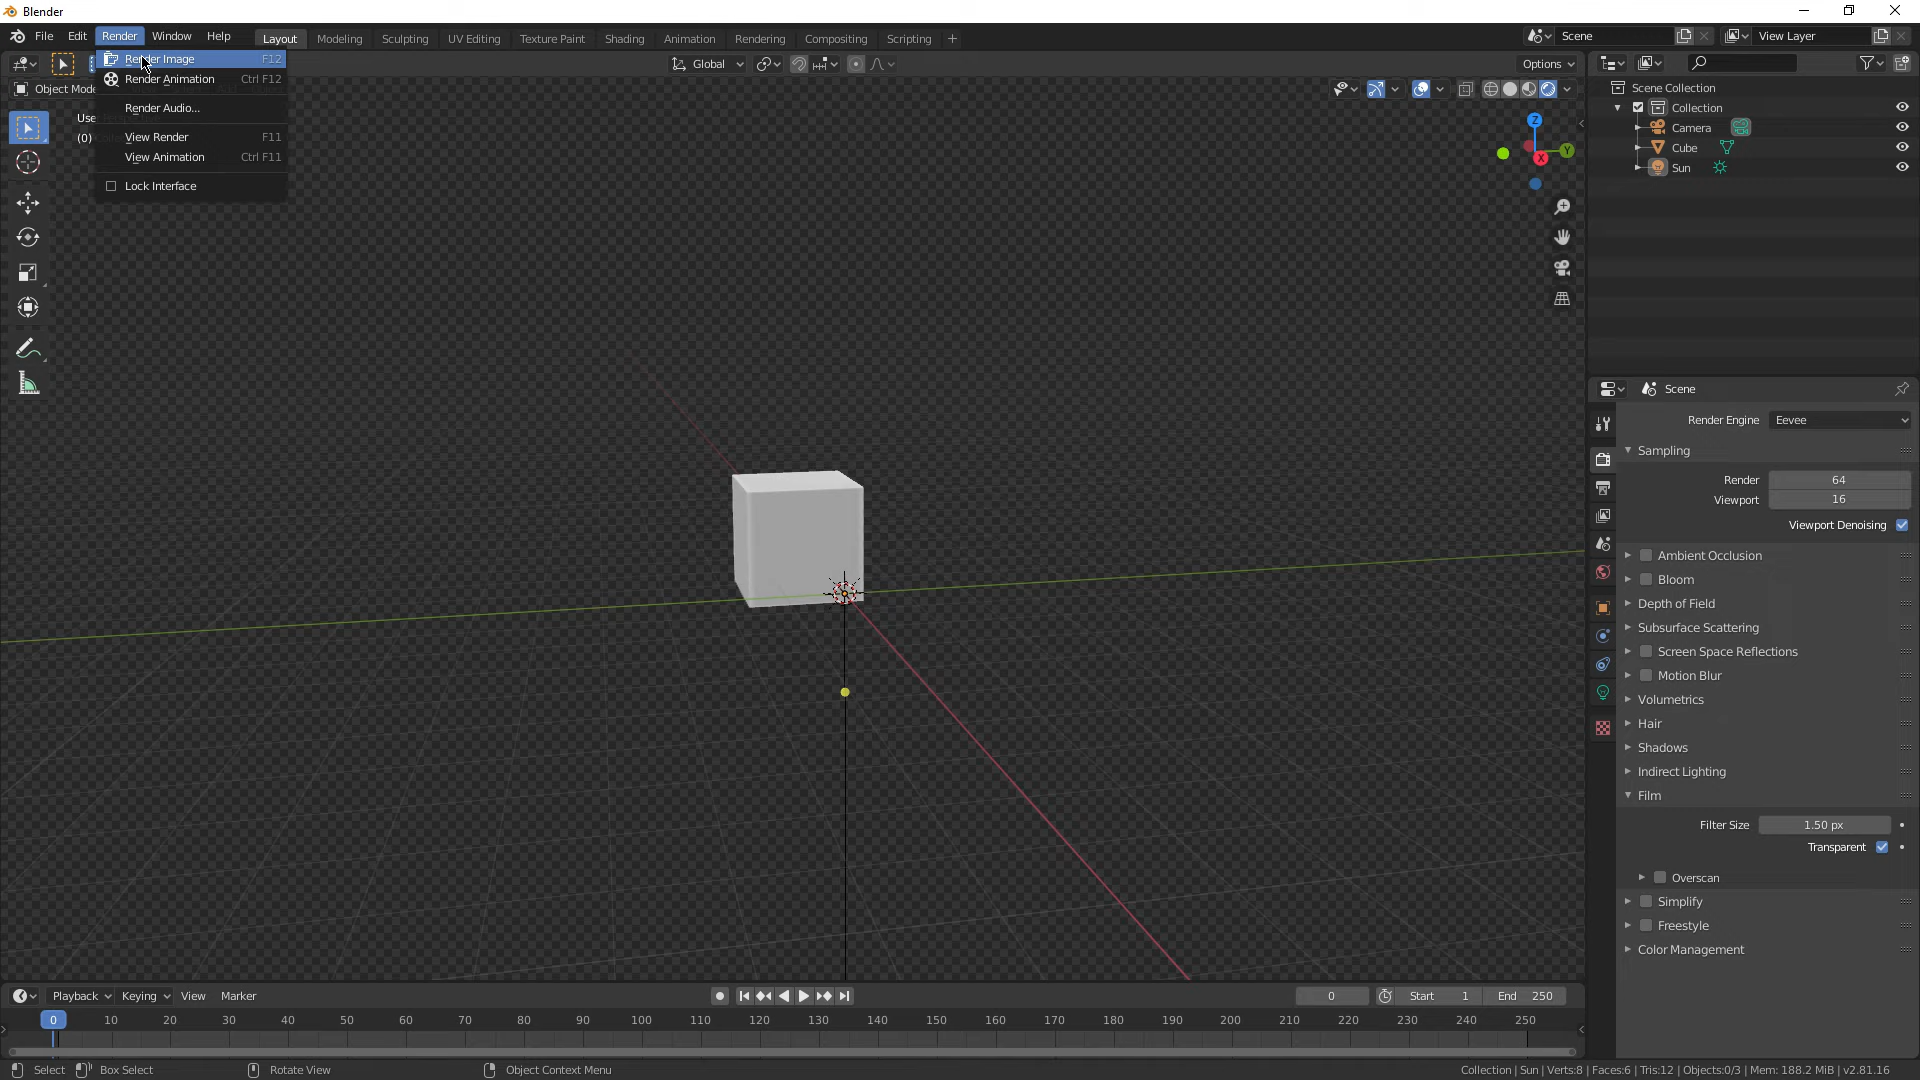 Blender
File Edit Render Window Help Layout Modeling Sculpting UV Editing Texture Paint Shading Animation Rendering Compositing Scripting + Scene View Layer
Render Image F12
Render Animation Ctrl F12
Render Audio...
View Render F11
View Animation Ctrl F11
Lock Interface
Global Options
Object Mode
Use
(0)
Z
Y
X
Scene Collection
Collection
Camera
Cube
Sun
Scene
Render Engine Eevee
Sampling
Render 64
Viewport 16
Viewport Denoising
Ambient Occlusion
Bloom
Depth of Field
Subsurface Scattering
Screen Space Reflections
Motion Blur
Volumetrics
Hair
Shadows
Indirect Lighting
Film
Filter Size 1.50 px
Transparent
Overscan
Simplify
Freestyle
Color Management
Playback Keying View Marker 0 Start 1 End 250
0 10 20 30 40 50 60 70 80 90 100 110 120 130 140 150 160 170 180 190 200 210 220 230 240 250
Select Box Select Rotate View Object Context Menu Collection | Sun | Verts:8 | Faces:6 | Tris:12 | Objects:0/3 | Mem: 188.2 MiB | v2.81.16